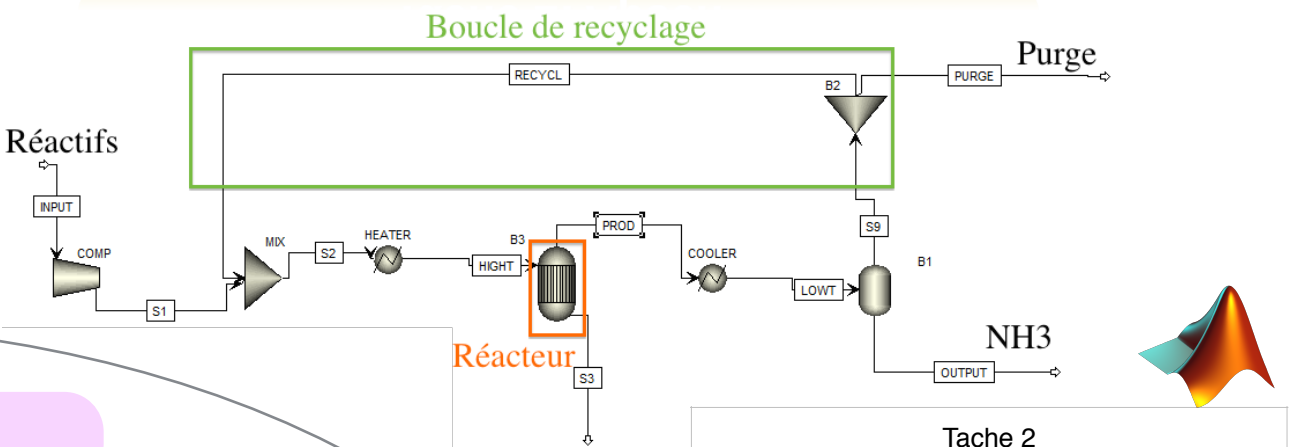 Boucle de recyclage
Purge
RECYCL
PURGE
B2
Réactifs
INPUT
COMP
S1
MIX
S2
HEATER
HIGHT
B3
PROD
COOLER
LOWT
S9
B1
Réacteur
S3
NH3
OUTPUT
Tache 2